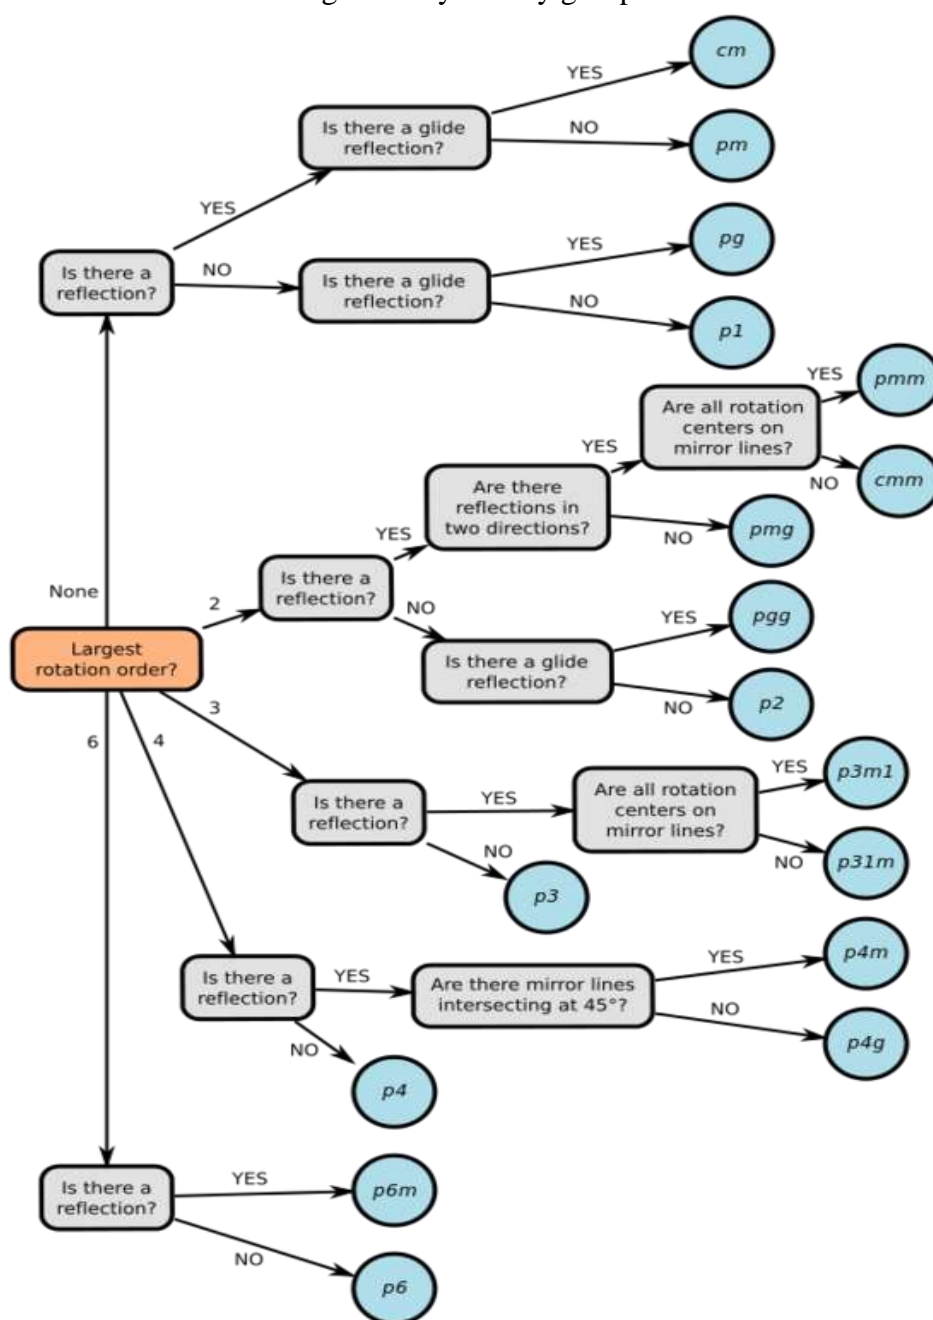 cm
YES
Is there a glide
reflection?
NO
pm
YES
pg
YES
Is there a
reflection?
NO
Is there a glide
reflection?
NO
p1
YES
pmm
Are all rotation
centers on
mirror lines?
YES
NO
cmm
Are there
reflections in
two directions?
YES
NO
pmg
Is there a
reflection?
None
2
NO
YES
pgg
Largest
rotation order?
Is there a glide
reflection?
NO
p2
3
6
4
YES
p3m1
Is there a
reflection?
YES
Are all rotation
centers on
mirror lines?
NO
p31m
NO
p3
YES
p4m
Is there a
reflection?
YES
Are there mirror lines
intersecting at 45°?
NO
p4g
NO
p4
Is there a
reflection?
YES
p6m
NO
p6